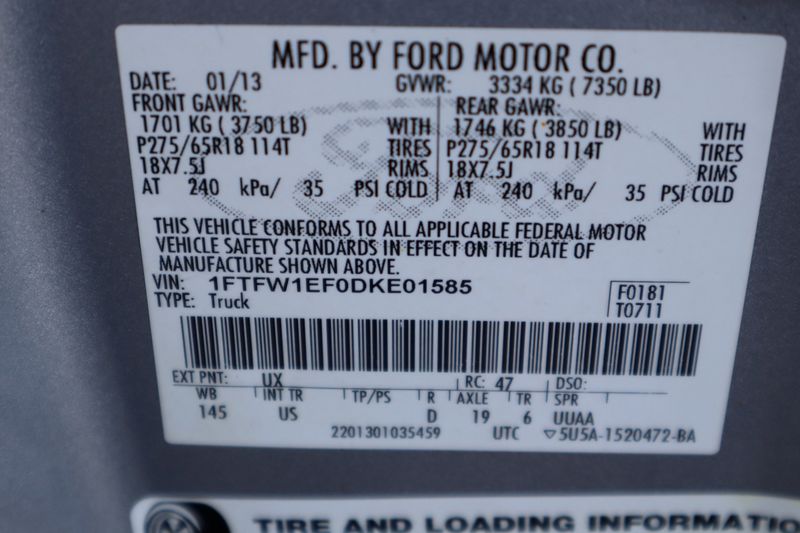 MFD. BY FORD MOTOR CO.
DATE: 01/13 GVWR: 3334 KG ( 7350 LB)
FRONT GAWR: REAR GAWR:
1701 KG ( 3750 LB) WITH 1746 KG ( 3850 LB) WITH
P275/65R18 114T TIRES P275/65R18 114T TIRES
18X7.5J RIMS 18X7.5J RIMS
AT 240 kPa/ 35 PSI COLD AT 240 kPa/ 35 PSI COLD
THIS VEHICLE CONFORMS TO ALL APPLICABLE FEDERAL MOTOR
VEHICLE SAFETY STANDARDS IN EFFECT ON THE DATE OF
MANUFACTURE SHOWN ABOVE.
VIN: 1FTFW1EF0DKE01585 F0181
TYPE: Truck T0711
EXT PNT: UX RC: 47 DSO:
WB INT TR TP/PS R AXLE TR SPR
145 US D 19 6 UUAA
2201301035459 UTC ▽5U5A-1520472-BA
TIRE AND LOADING INFORMATIO